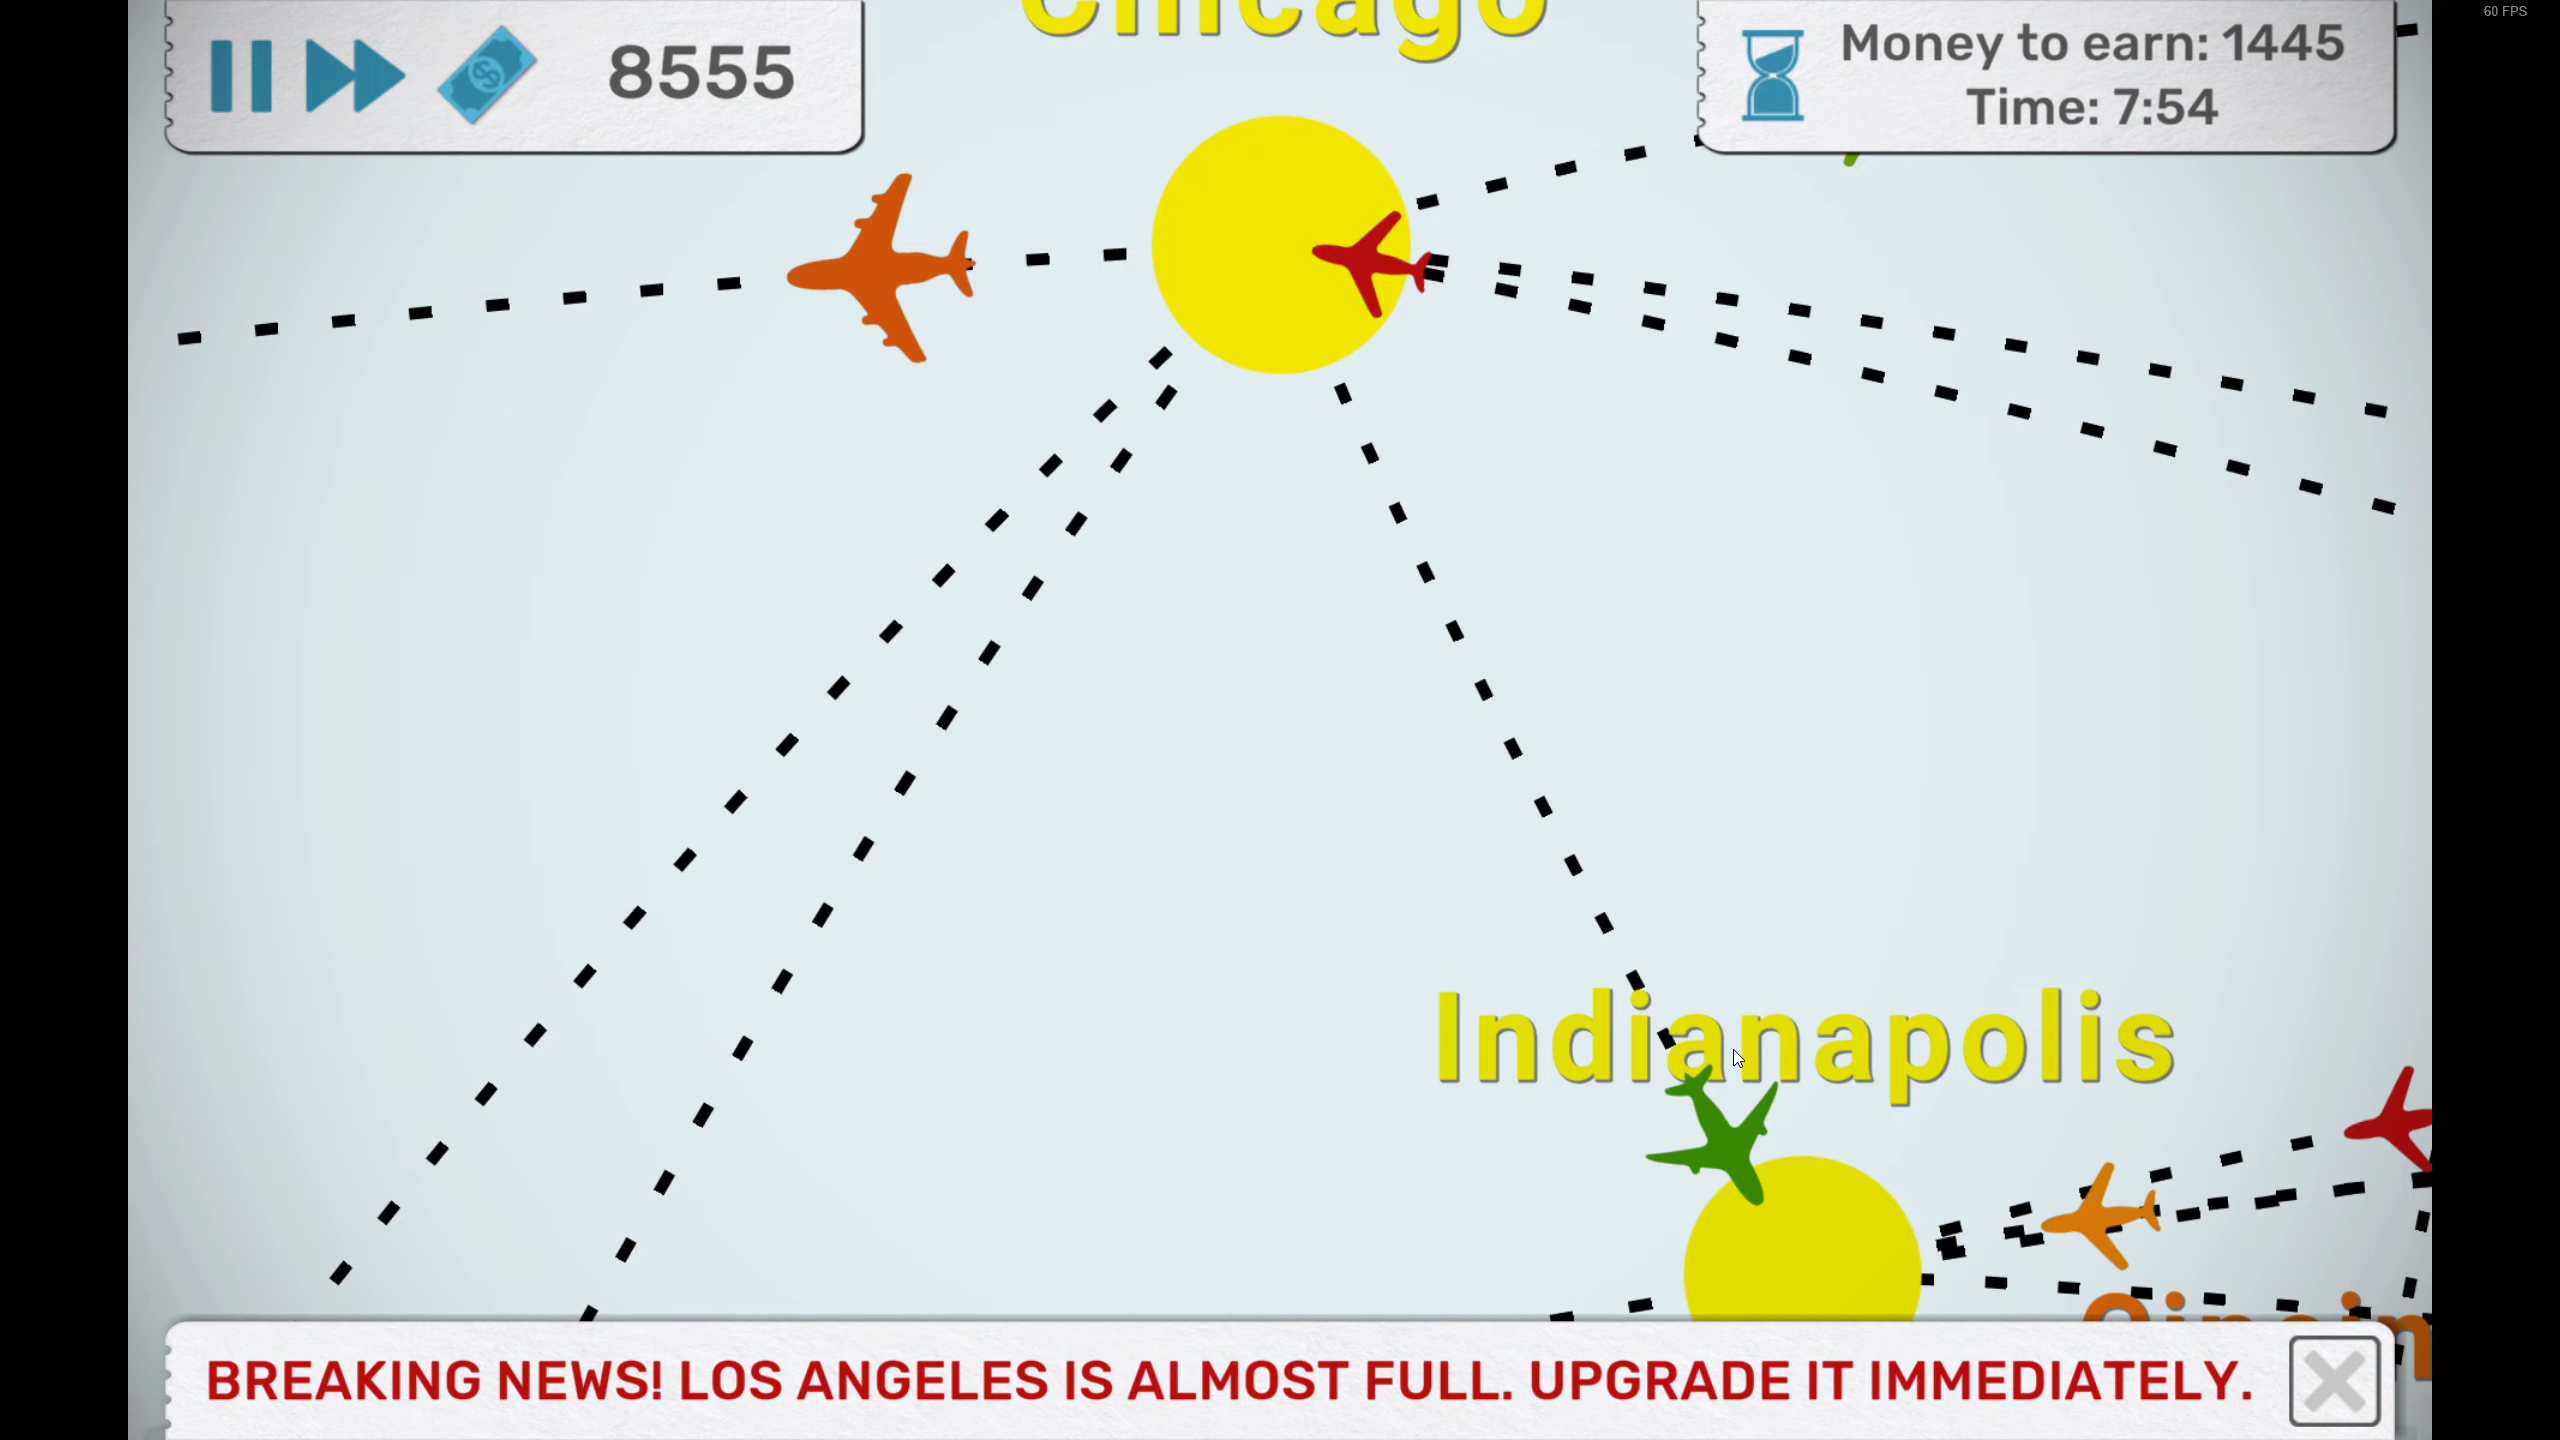 60 FPS
Chicago
8555
Money to earn: 1445
Time: 7:54
Indianapolis
BREAKING NEWS! LOS ANGELES IS ALMOST FULL. UPGRADE IT IMMEDIATELY.